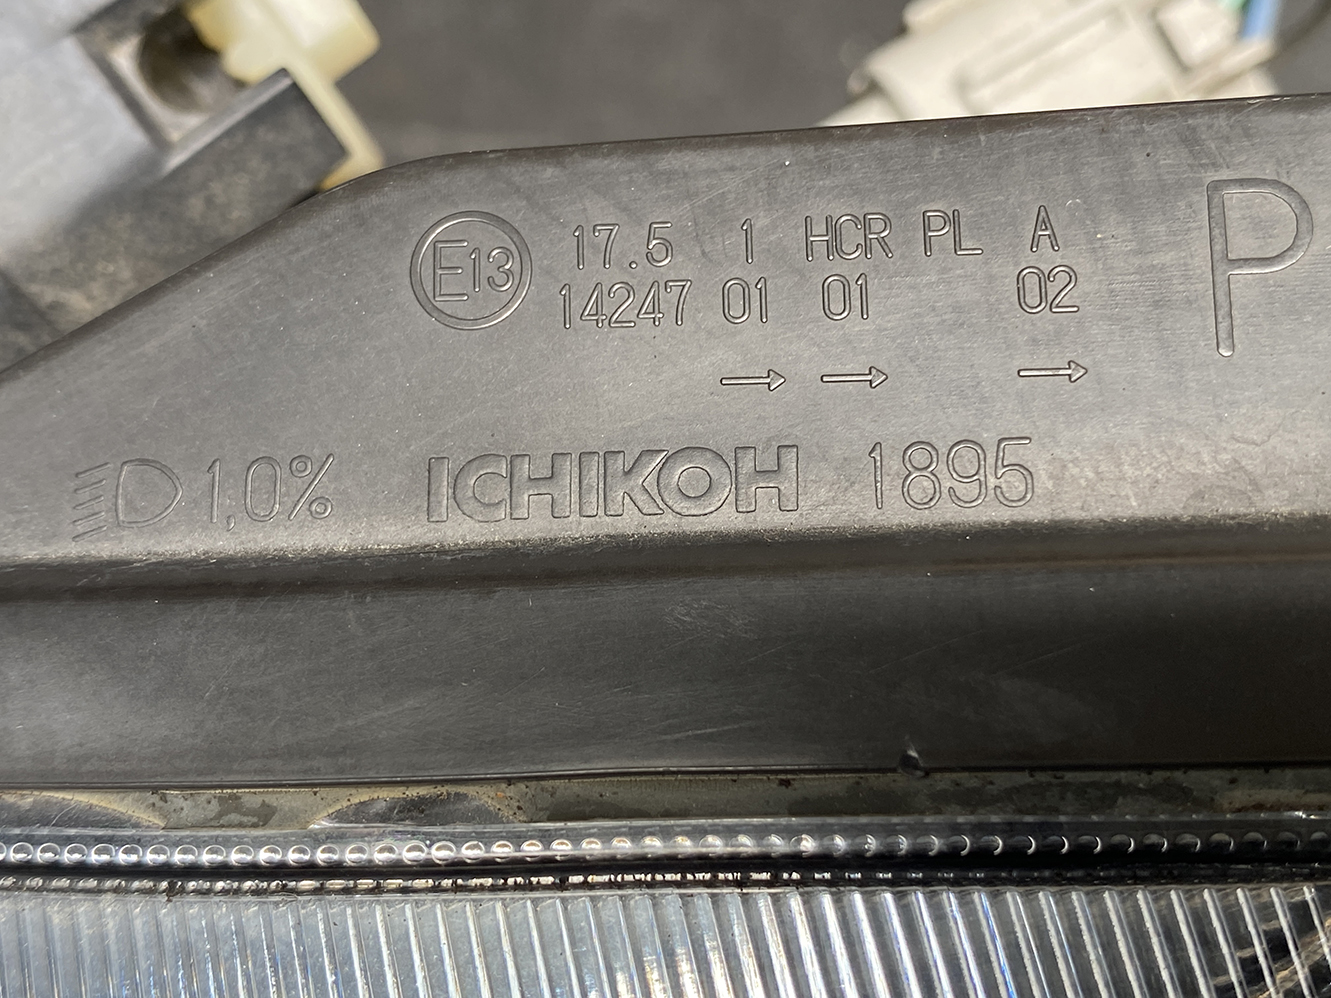 E13 17.5 1 HCR PL A P
14247 01 01 02
→ → →
1,0% ICHIKOH 1895